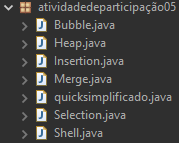 atividadedeparticipação05
Bubble.java
Heap.java
Insertion.java
Merge.java
quicksimplificado.java
Selection.java
Shell.java